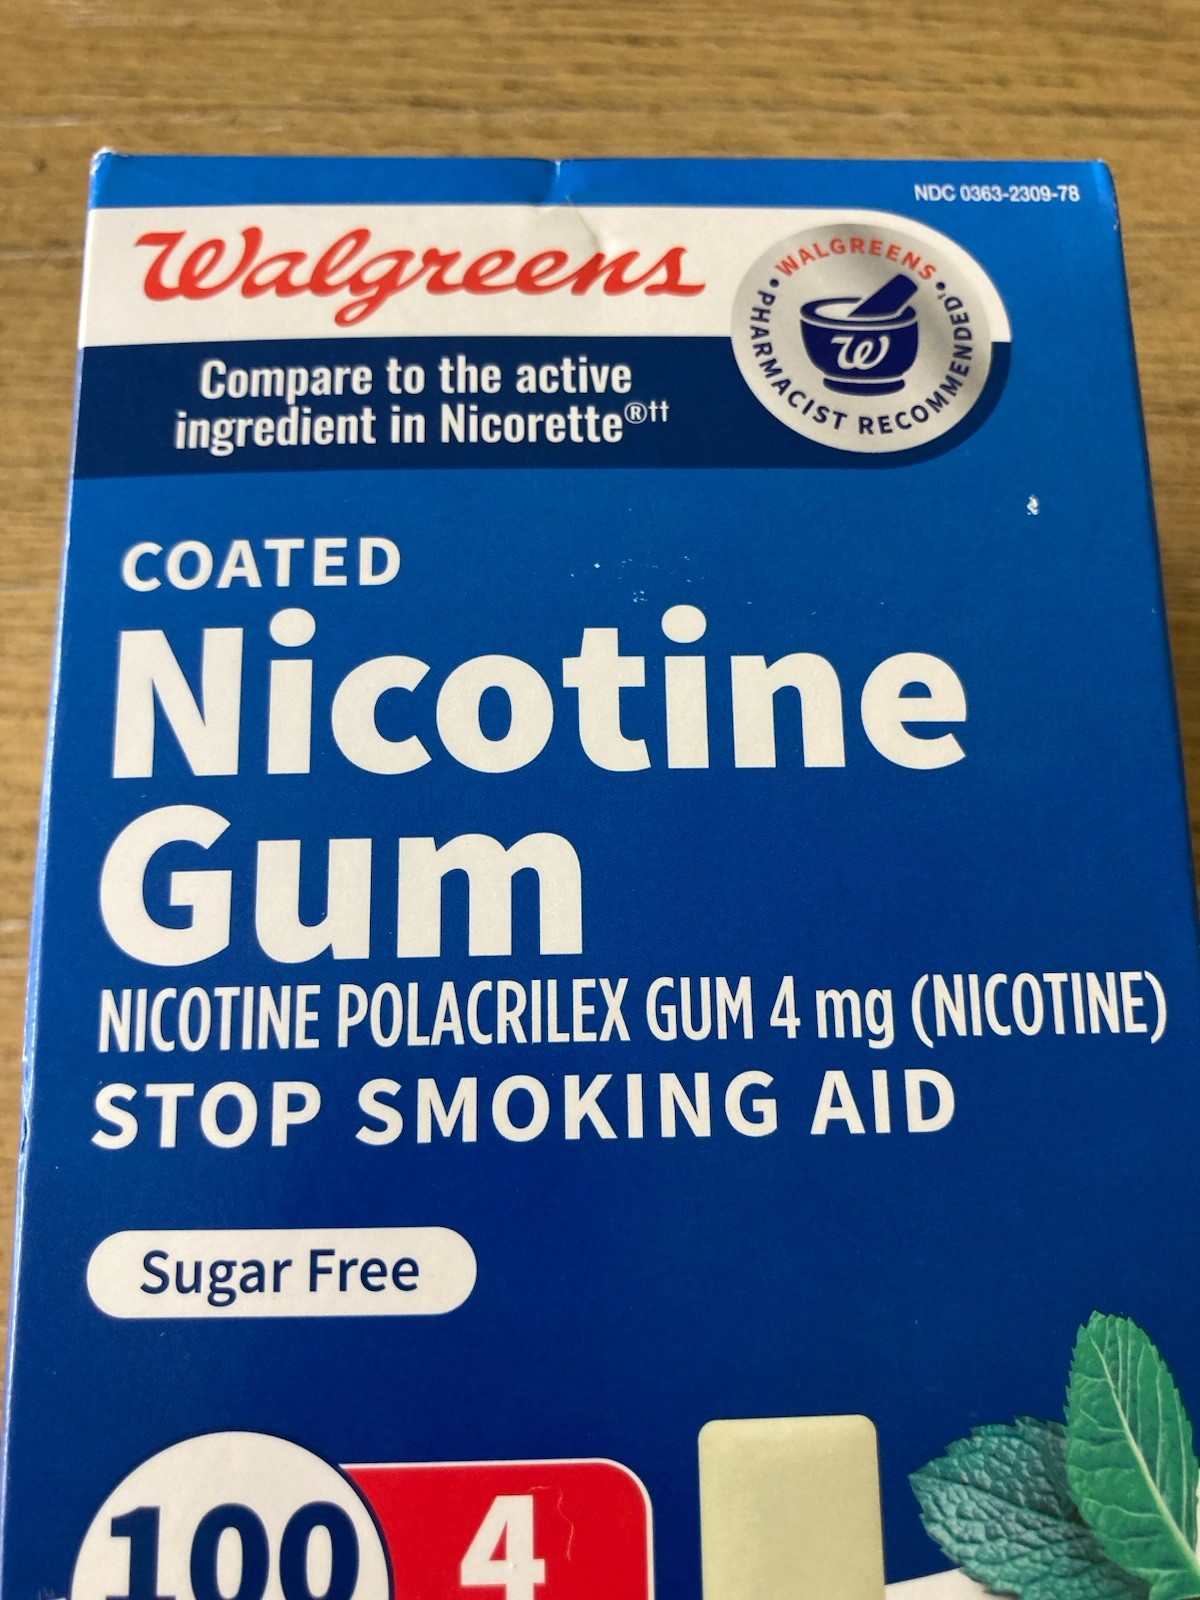 NDC 0363-2309-78
Walgreens
WALGREENS
• PHARMACIST RECOMMENDED† •
W
Compare to the active
ingredient in Nicorette®††
COATED
Nicotine
Gum
NICOTINE POLACRILEX GUM 4 mg (NICOTINE)
STOP SMOKING AID
Sugar Free
100
4